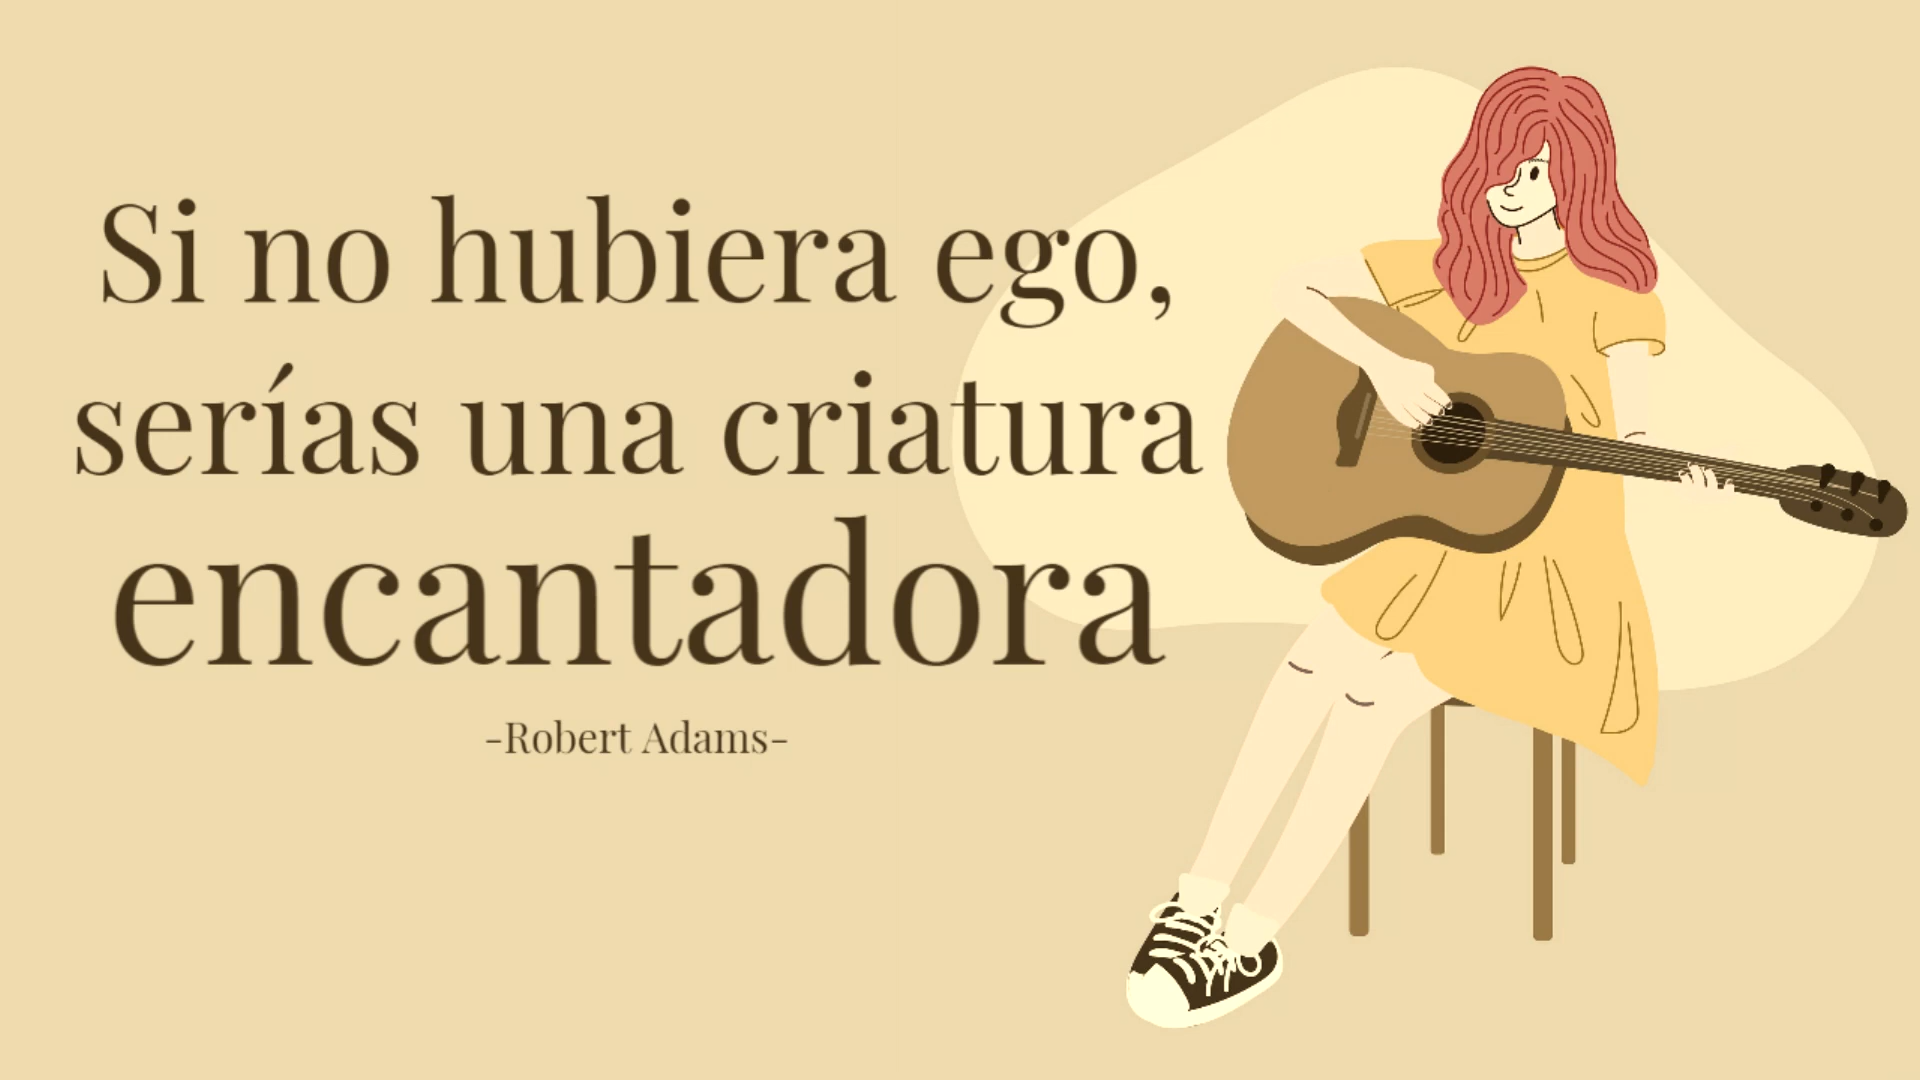 Si no hubiera ego,
serías una criatura
encantadora
-Robert Adams-